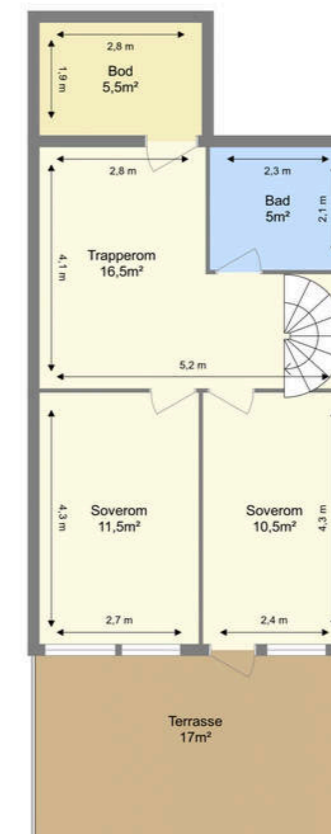 2,8 m
1,9 m
Bod
5,5m²
2,8 m
2,3 m
4,1 m
Trapperom
16,5m²
Bad
5m²
2,1 m
5,2 m
4,3 m
Soverom
11,5m²
Soverom
10,5m²
4,3 m
2,7 m
2,4 m
Terrasse
17m²